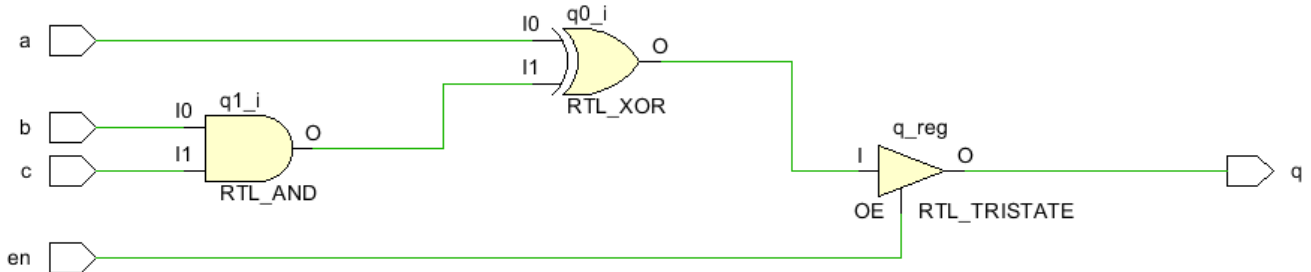 q0_i
I0
a
O
I1
RTL_XOR
q1_i
I0
b
O
I1
c
RTL_AND
q_reg
I
O
q
OE
RTL_TRISTATE
en